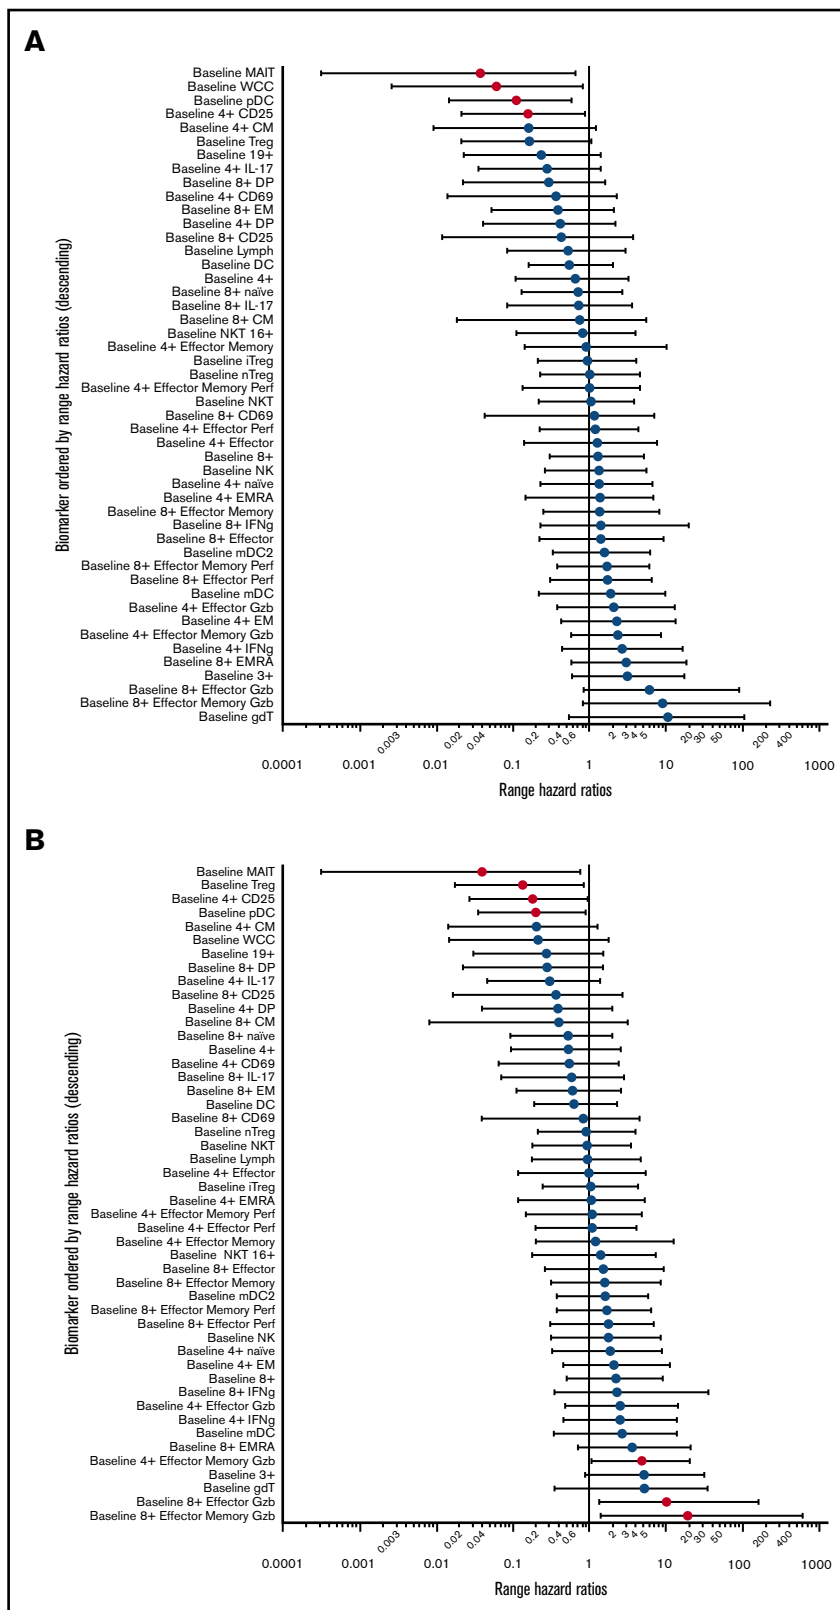 A
Biomarker ordered by range hazard ratios (descending)
Baseline MAIT
Baseline WCC
Baseline pDC
Baseline 4+ CD25
Baseline 4+ CM
Baseline Treg
Baseline 19+
Baseline 4+ IL-17
Baseline 8+ DP
Baseline 4+ CD69
Baseline 8+ EM
Baseline 4+ DP
Baseline 8+ CD25
Baseline Lymph
Baseline DC
Baseline 4+
Baseline 8+ naïve
Baseline 8+ IL-17
Baseline 8+ CM
Baseline NKT 16+
Baseline 4+ Effector Memory
Baseline iTreg
Baseline nTreg
Baseline 4+ Effector Memory Perf
Baseline NKT
Baseline 8+ CD69
Baseline 4+ Effector Perf
Baseline 4+ Effector
Baseline 8+
Baseline NK
Baseline 4+ naïve
Baseline 4+ EMRA
Baseline 8+ Effector Memory
Baseline 8+ IFNg
Baseline 8+ Effector
Baseline mDC2
Baseline 8+ Effector Memory Perf
Baseline 8+ Effector Perf
Baseline mDC
Baseline 4+ Effector Gzb
Baseline 4+ EM
Baseline 4+ Effector Memory Gzb
Baseline 4+ IFNg
Baseline 8+ EMRA
Baseline 3+
Baseline 8+ Effector Gzb
Baseline 8+ Effector Memory Gzb
Baseline gdT
0.003 0.02 0.04 0.2 0.4 0.6 2 3 4 5 20 30 50 200 400
0.0001 0.001 0.01 0.1 1 10 100 1000
Range hazard ratios
B
Biomarker ordered by range hazard ratios (descending)
Baseline MAIT
Baseline Treg
Baseline 4+ CD25
Baseline pDC
Baseline 4+ CM
Baseline WCC
Baseline 19+
Baseline 8+ DP
Baseline 4+ IL-17
Baseline 8+ CD25
Baseline 4+ DP
Baseline 8+ CM
Baseline 8+ naïve
Baseline 4+
Baseline 4+ CD69
Baseline 8+ IL-17
Baseline 8+ EM
Baseline DC
Baseline 8+ CD69
Baseline nTreg
Baseline NKT
Baseline Lymph
Baseline 4+ Effector
Baseline iTreg
Baseline 4+ EMRA
Baseline 4+ Effector Memory Perf
Baseline 4+ Effector Perf
Baseline 4+ Effector Memory
Baseline NKT 16+
Baseline 8+ Effector
Baseline 8+ Effector Memory
Baseline mDC2
Baseline 8+ Effector Memory Perf
Baseline 8+ Effector Perf
Baseline NK
Baseline 4+ naïve
Baseline 4+ EM
Baseline 8+
Baseline 8+ IFNg
Baseline 4+ Effector Gzb
Baseline 4+ IFNg
Baseline mDC
Baseline 8+ EMRA
Baseline 4+ Effector Memory Gzb
Baseline 3+
Baseline gdT
Baseline 8+ Effector Gzb
Baseline 8+ Effector Memory Gzb
0.003 0.02 0.04 0.2 0.4 0.6 2 3 4 5 20 30 50 200 400
0.0001 0.001 0.01 0.1 1 10 100 1000
Range hazard ratios